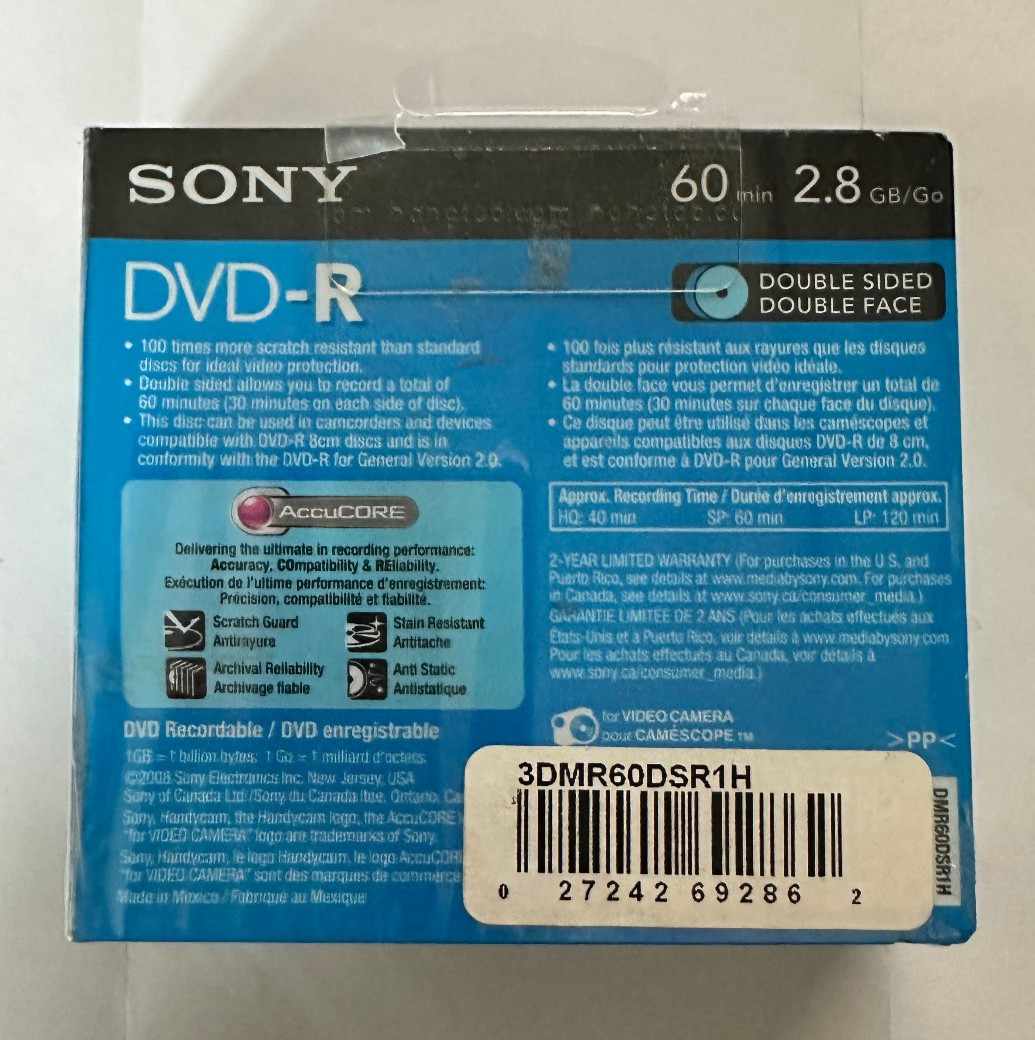 SONY
60 min 2.8 GB/Go
DVD-R
DOUBLE SIDED
DOUBLE FACE
• 100 times more scratch resistant than standard
discs for ideal video protection.
• Double sided allows you to record a total of
60 minutes (30 minutes on each side of disc).
• This disc can be used in camcorders and devices
compatible with DVD-R 8cm discs and is in
conformity with the DVD-R for General Version 2.0.
• 100 fois plus résistant aux rayures que les disques
standards pour protection vidéo idéale.
• La double face vous permet d'enregistrer un total de
60 minutes (30 minutes sur chaque face du disque).
• Ce disque peut être utilisé dans les caméscopes et
appareils compatibles aux disques DVD-R de 8 cm,
et est conforme à DVD-R pour General Version 2.0.
AccuCORE
Delivering the ultimate in recording performance:
Accuracy, COmpatibility & REliability.
Exécution de l'ultime performance d'enregistrement:
Précision, compatibilité et fiabilité.
Scratch Guard
Antirayure
Stain Resistant
Antitache
Archival Reliability
Archivage fiable
Anti Static
Antistatique
Approx. Recording Time / Durée d'enregistrement approx.
HQ: 40 min SP: 60 min LP: 120 min
2-YEAR LIMITED WARRANTY (For purchases in the U.S. and
Puerto Rico, see details at www.mediabysony.com. For purchases
in Canada, see details at www.sony.ca/consumer_media.)
GARANTIE LIMITÉE DE 2 ANS (Pour les achats effectués aux
États-Unis et à Puerto Rico, voir détails à www.mediabysony.com
Pour les achats effectués au Canada, voir détails à
www.sony.ca/consumer_media.)
for VIDEO CAMERA
pour CAMÉSCOPE TM
>PP<
DVD Recordable / DVD enregistrable
1GB = 1 billion bytes; 1 Go = 1 milliard d'octets.
©2008 Sony Electronics Inc. New Jersey, USA
Sony of Canada Ltd./Sony du Canada ltée, Ontario, Ca
Sony, Handycam, the Handycam logo, the AccuCORE
"for VIDEO CAMERA" logo are trademarks of Sony.
Sony, Handycam, le logo Handycam, le logo AccuCOR
"for VIDEO CAMERA" sont des marques de commerce
Made in Mexico / Fabriqué au Mexique
3DMR60DSR1H
0 27242 69286 2
DMR60DSR1H